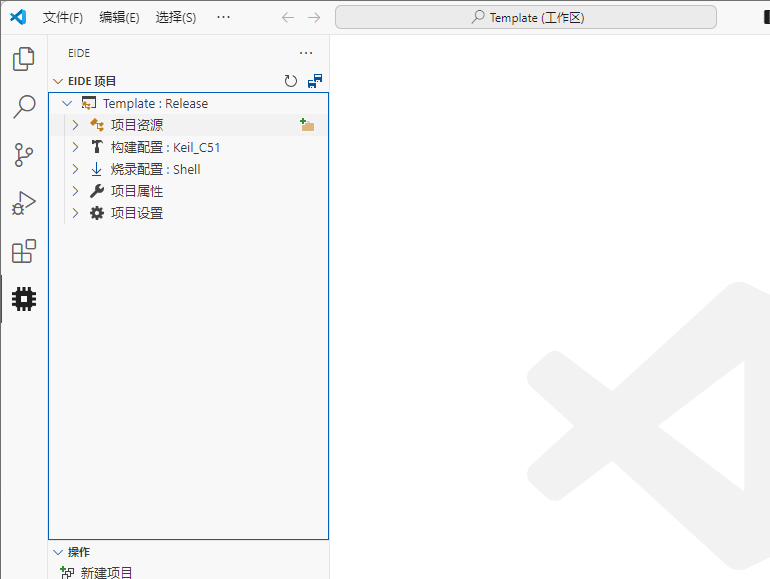 文件(F) 编辑(E) 选择(S) ··· Template (工作区)
EIDE ···
EIDE 项目
Template : Release
项目资源
构建配置 : Keil_C51
烧录配置 : Shell
项目属性
项目设置
操作
新建项目